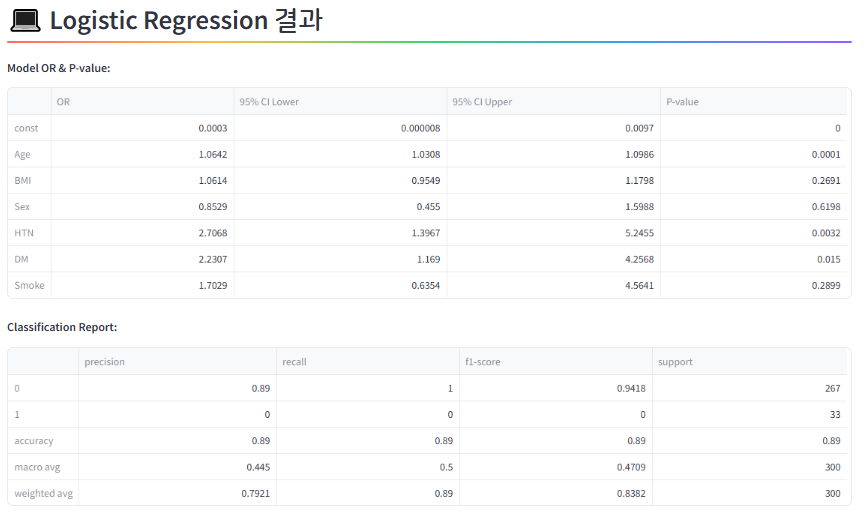 💻 Logistic Regression 결과
Model OR & P-value:
OR 95% CI Lower 95% CI Upper P-value
const 0.0003 0.000008 0.0097 0
Age 1.0642 1.0308 1.0986 0.0001
BMI 1.0614 0.9549 1.1798 0.2691
Sex 0.8529 0.455 1.5988 0.6198
HTN 2.7068 1.3967 5.2455 0.0032
DM 2.2307 1.169 4.2568 0.015
Smoke 1.7029 0.6354 4.5641 0.2899
Classification Report:
precision recall f1-score support
0 0.89 1 0.9418 267
1 0 0 0 33
accuracy 0.89 0.89 0.89 0.89
macro avg 0.445 0.5 0.4709 300
weighted avg 0.7921 0.89 0.8382 300